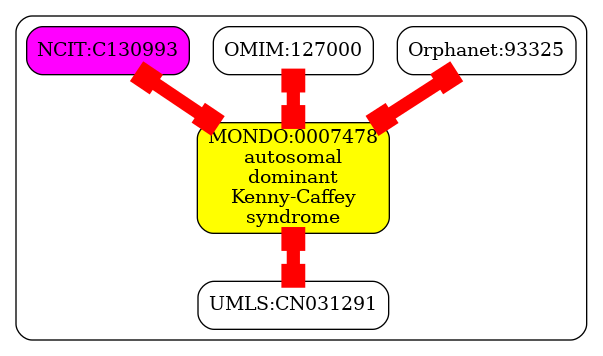 NCIT:C130993
OMIM:127000
Orphanet:93325
MONDO:0007478
autosomal
dominant
Kenny-Caffey
syndrome
UMLS:CN031291